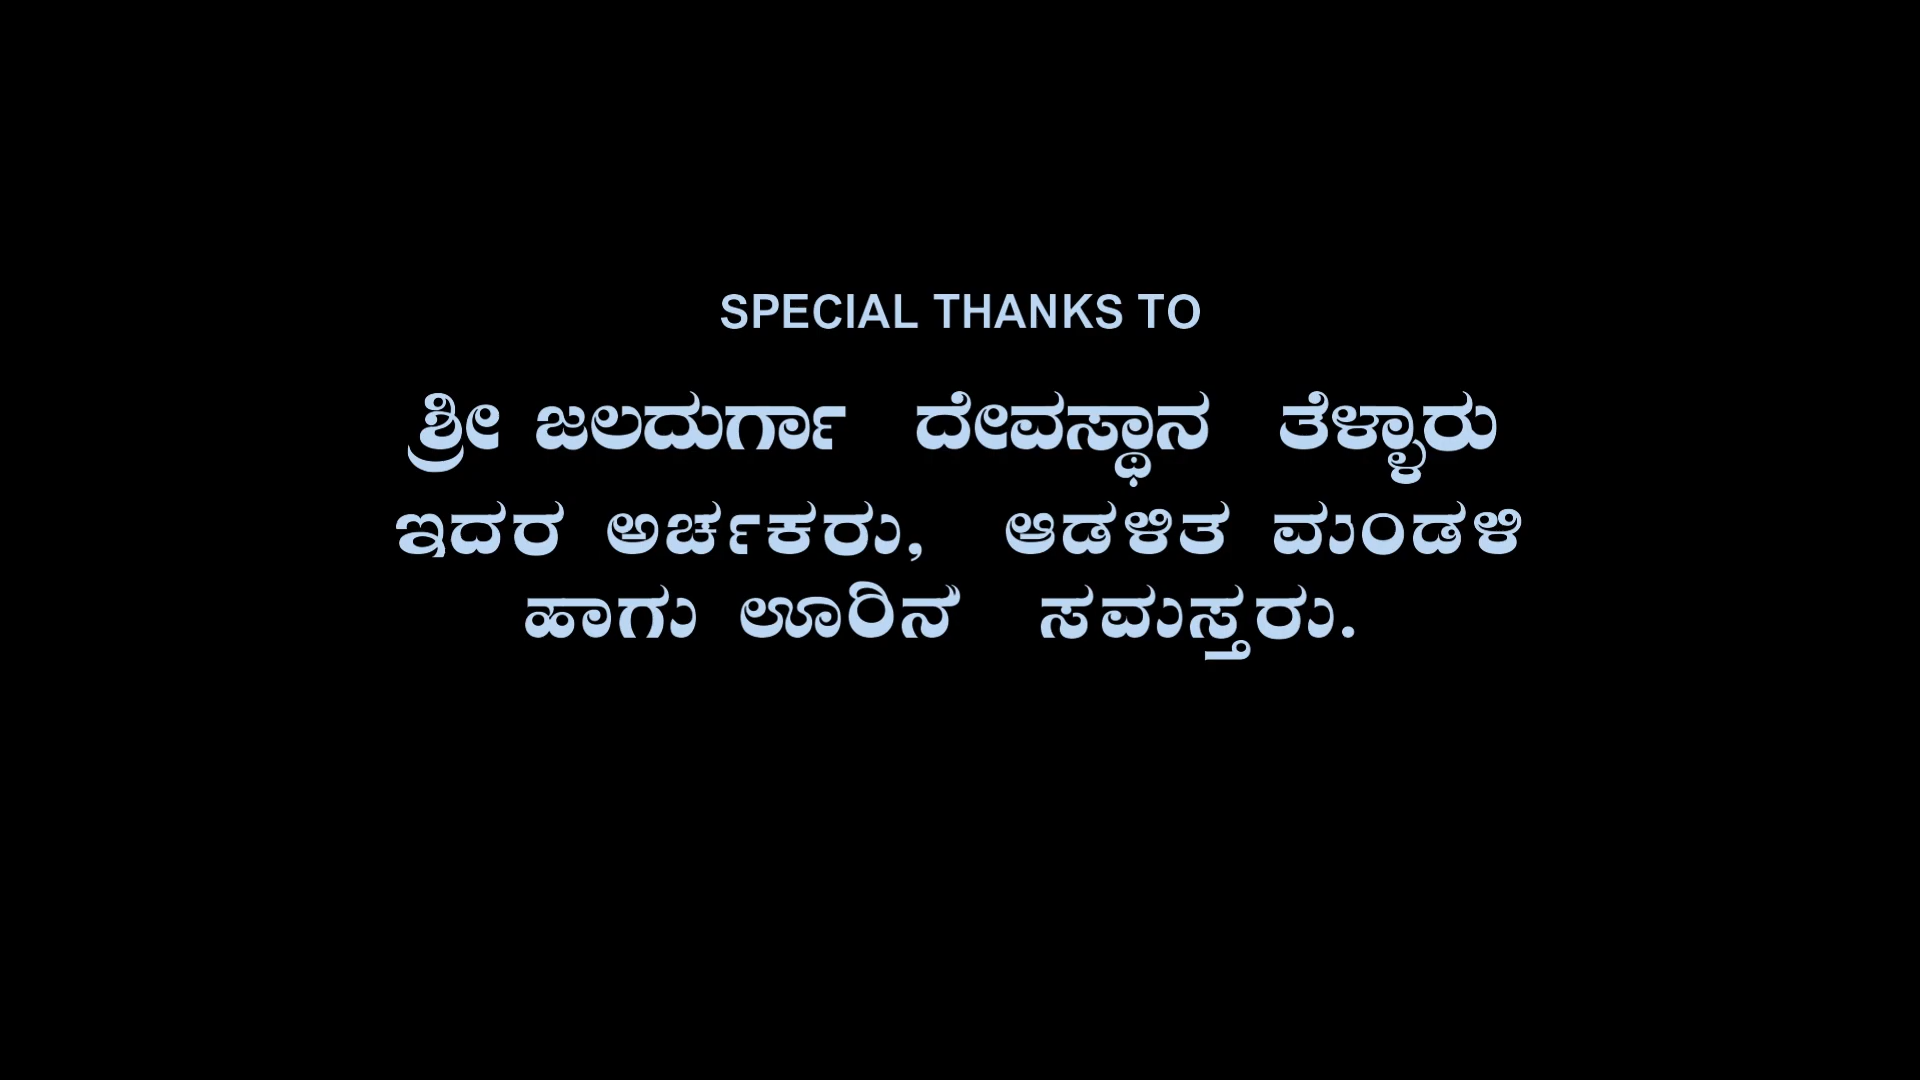 SPECIAL THANKS TO
ಶ್ರೀ ಜಲದುರ್ಗಾ ದೇವಸ್ಥಾನ ತೆಳ್ಳಾರು
ಇದರ ಅರ್ಚಕರು, ಆಡಳಿತ ಮಂಡಳಿ
ಹಾಗು ಊರಿನ ಸಮಸ್ತರು.